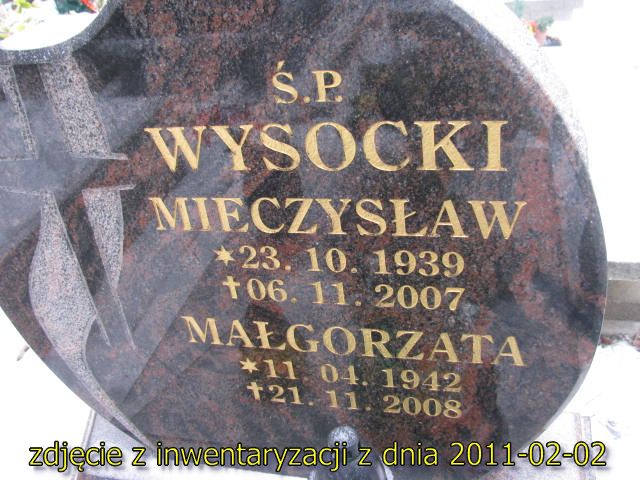 Ś.P.
WYSOCKI
MIECZYSŁAW
*23. 10. 1939
✝06. 11. 2007
MAŁGORZATA
*11 04. 1942
✝21. 11. 2008
zdjęcie z inwentaryzacji z dnia 2011-02-02